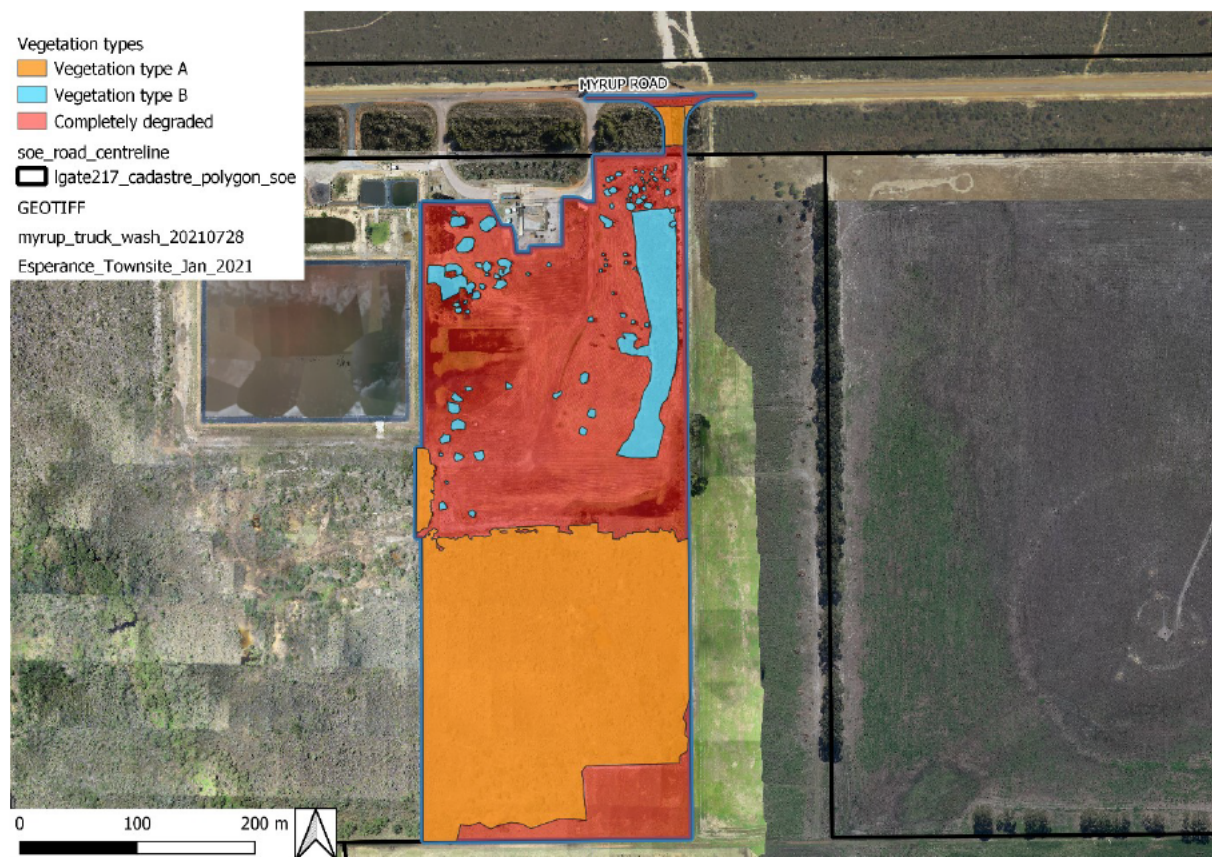 Vegetation types
Vegetation type A
Vegetation type B
Completely degraded
soe_road_centreline
lgate217_cadastre_polygon_soe
GEOTIFF
myrup_truck_wash_20210728
Esperance_Townsite_Jan_2021
MYRUP ROAD
0 100 200 m